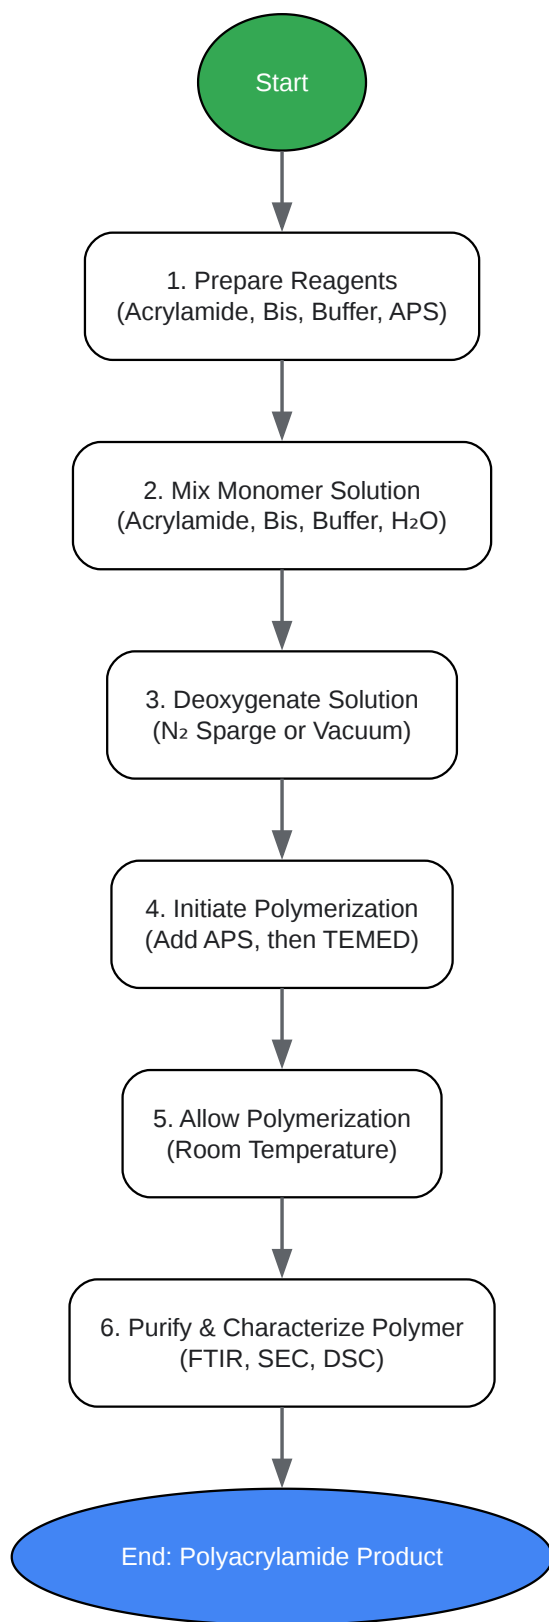 Start
1. Prepare Reagents
(Acrylamide, Bis, Buffer, APS)
2. Mix Monomer Solution
(Acrylamide, Bis, Buffer, H₂O)
3. Deoxygenate Solution
(N₂ Sparge or Vacuum)
4. Initiate Polymerization
(Add APS, then TEMED)
5. Allow Polymerization
(Room Temperature)
6. Purify & Characterize Polymer
(FTIR, SEC, DSC)
End: Polyacrylamide Product